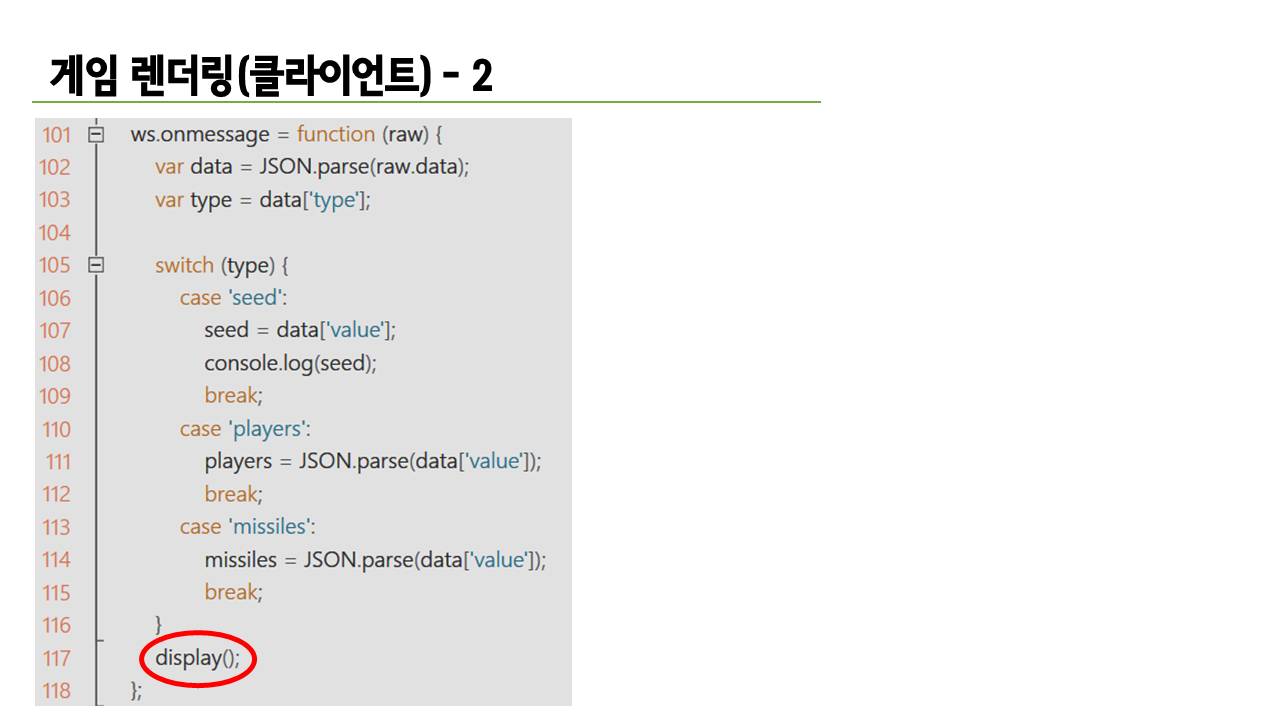 게임 렌더링(클라이언트) - 2
101 ws.onmessage = function (raw) {
102 var data = JSON.parse(raw.data);
103 var type = data['type'];
104
105 switch (type) {
106 case 'seed':
107 seed = data['value'];
108 console.log(seed);
109 break;
110 case 'players':
111 players = JSON.parse(data['value']);
112 break;
113 case 'missiles':
114 missiles = JSON.parse(data['value']);
115 break;
116 }
117 display();
118 };